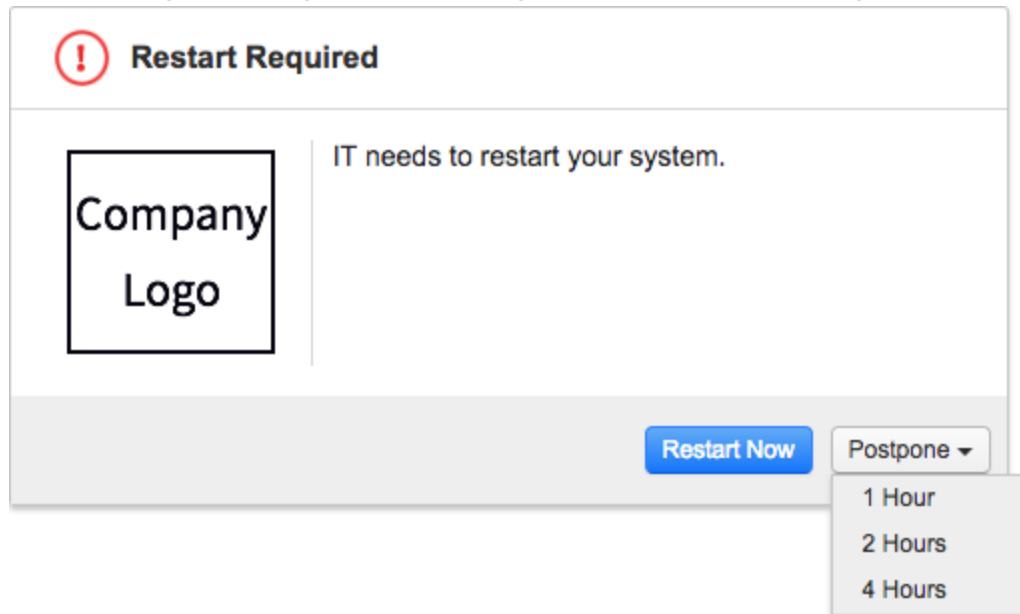 Restart Required
IT needs to restart your system.
Company
Logo
Restart Now
Postpone
1 Hour
2 Hours
4 Hours